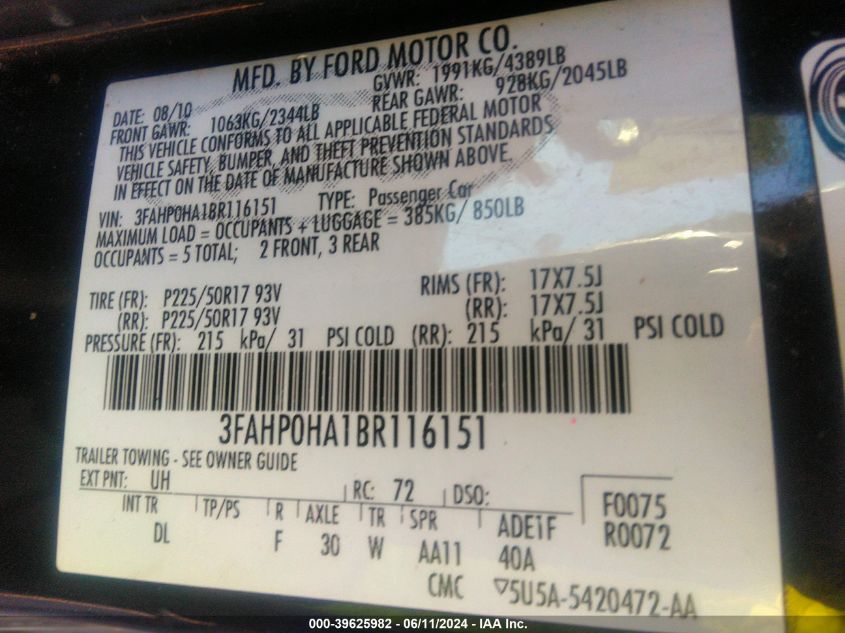 MFD. BY FORD MOTOR CO.
DATE: 08/10 GVWR: 1991KG/4389LB
FRONT GAWR: 1063KG/2344LB REAR GAWR: 928KG/2045LB
THIS VEHICLE CONFORMS TO ALL APPLICABLE FEDERAL MOTOR
VEHICLE SAFETY, BUMPER, AND THEFT PREVENTION STANDARDS
IN EFFECT ON THE DATE OF MANUFACTURE SHOWN ABOVE.
VIN: 3FAHP0HA1BR116151 TYPE: Passenger Car
MAXIMUM LOAD = OCCUPANTS + LUGGAGE = 385KG/ 850LB
OCCUPANTS = 5 TOTAL; 2 FRONT, 3 REAR
TIRE (FR): P225/50R17 93V RIMS (FR): 17X7.5J
(RR): P225/50R17 93V (RR): 17X7.5J
PRESSURE (FR): 215 kPa/ 31 PSI COLD (RR): 215 kPa/ 31 PSI COLD
3FAHP0HA1BR116151
TRAILER TOWING - SEE OWNER GUIDE
EXT PNT: UH RC: 72 DSO: F0075
INT TR TP/PS R AXLE TR SPR ADE1F R0072
DL F 30 W AA11 40A
CMC ▽5U5A-5420472-AA
000-39625982 - 06/11/2024 - IAA Inc.